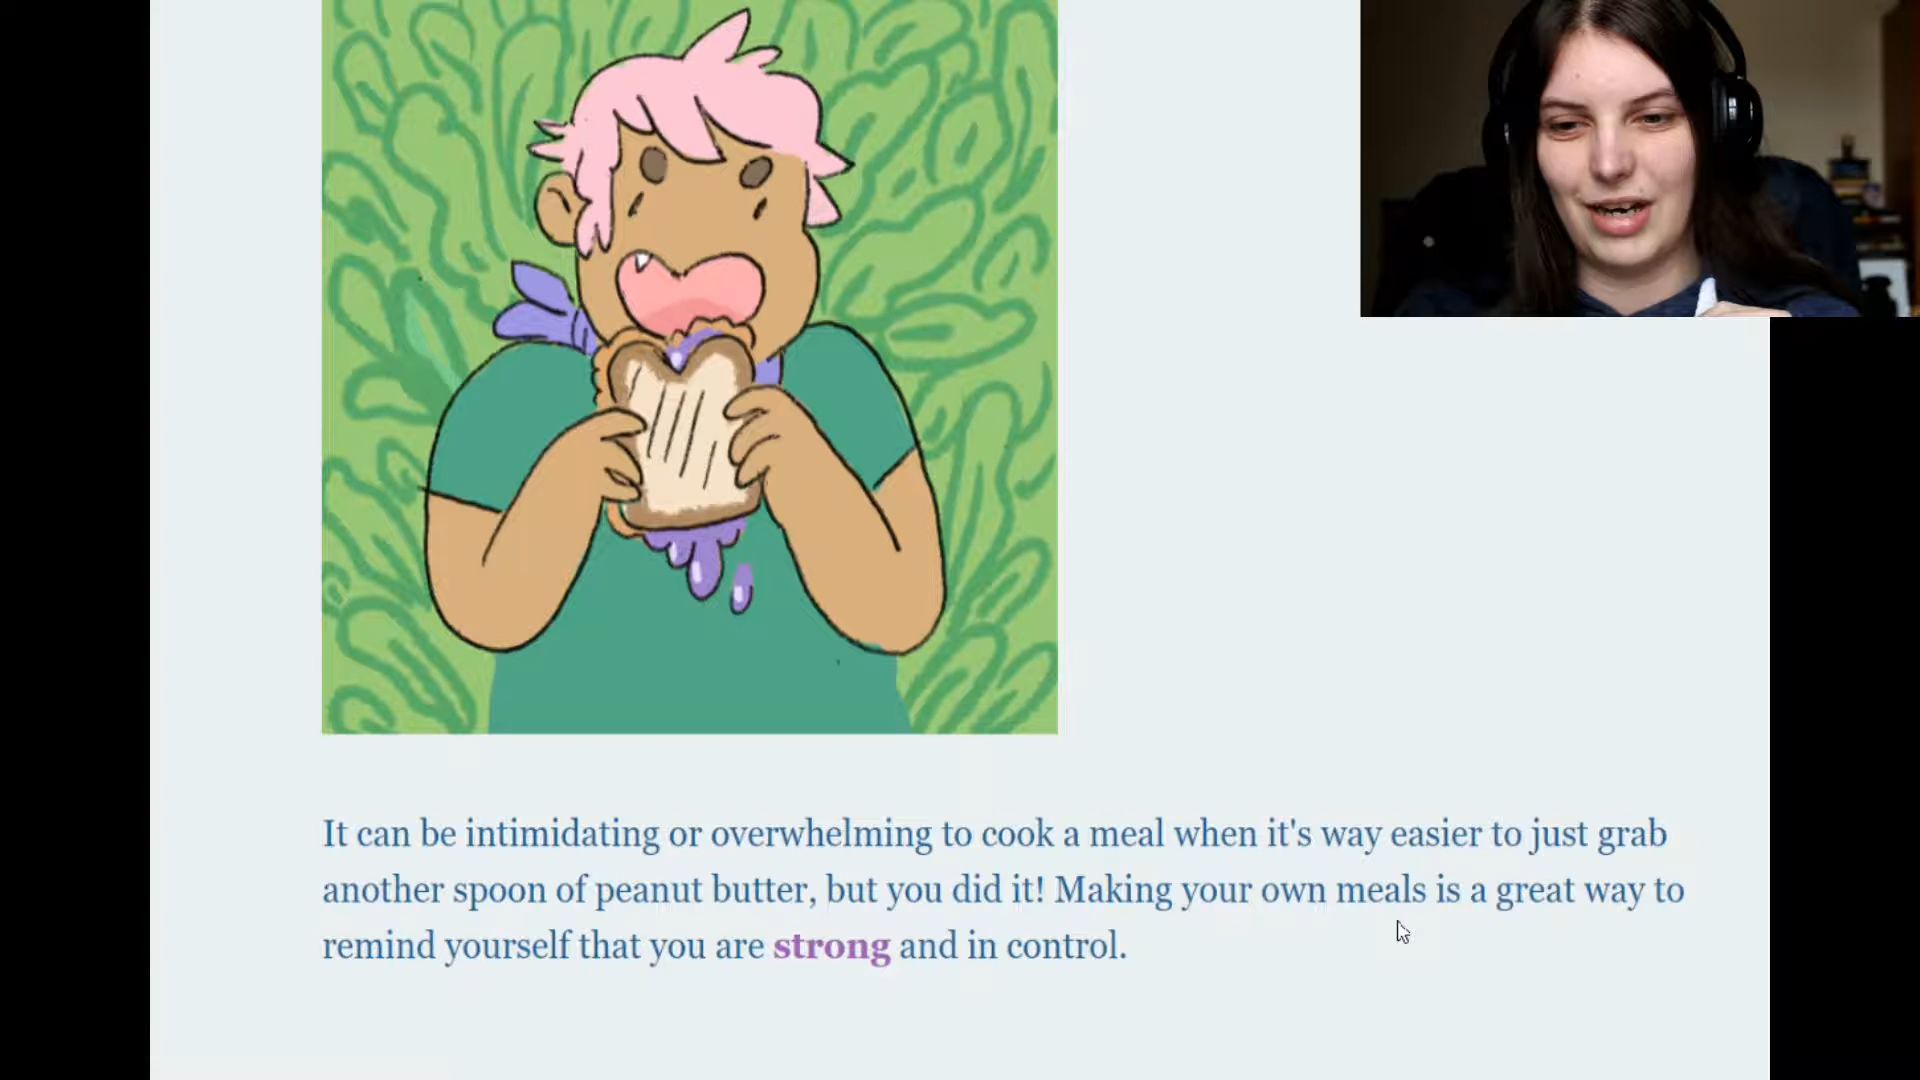 It can be intimidating or overwhelming to cook a meal when it's way easier to just grab
another spoon of peanut butter, but you did it! Making your own meals is a great way to
remind yourself that you are strong and in control.